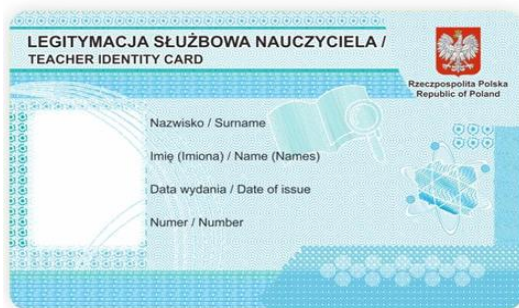 LEGITYMACJA SŁUŻBOWA NAUCZYCIELA /
TEACHER IDENTITY CARD
Rzeczpospolita Polska
Republic of Poland
Nazwisko / Surname
Imię (Imiona) / Name (Names)
Data wydania / Date of issue
Numer / Number